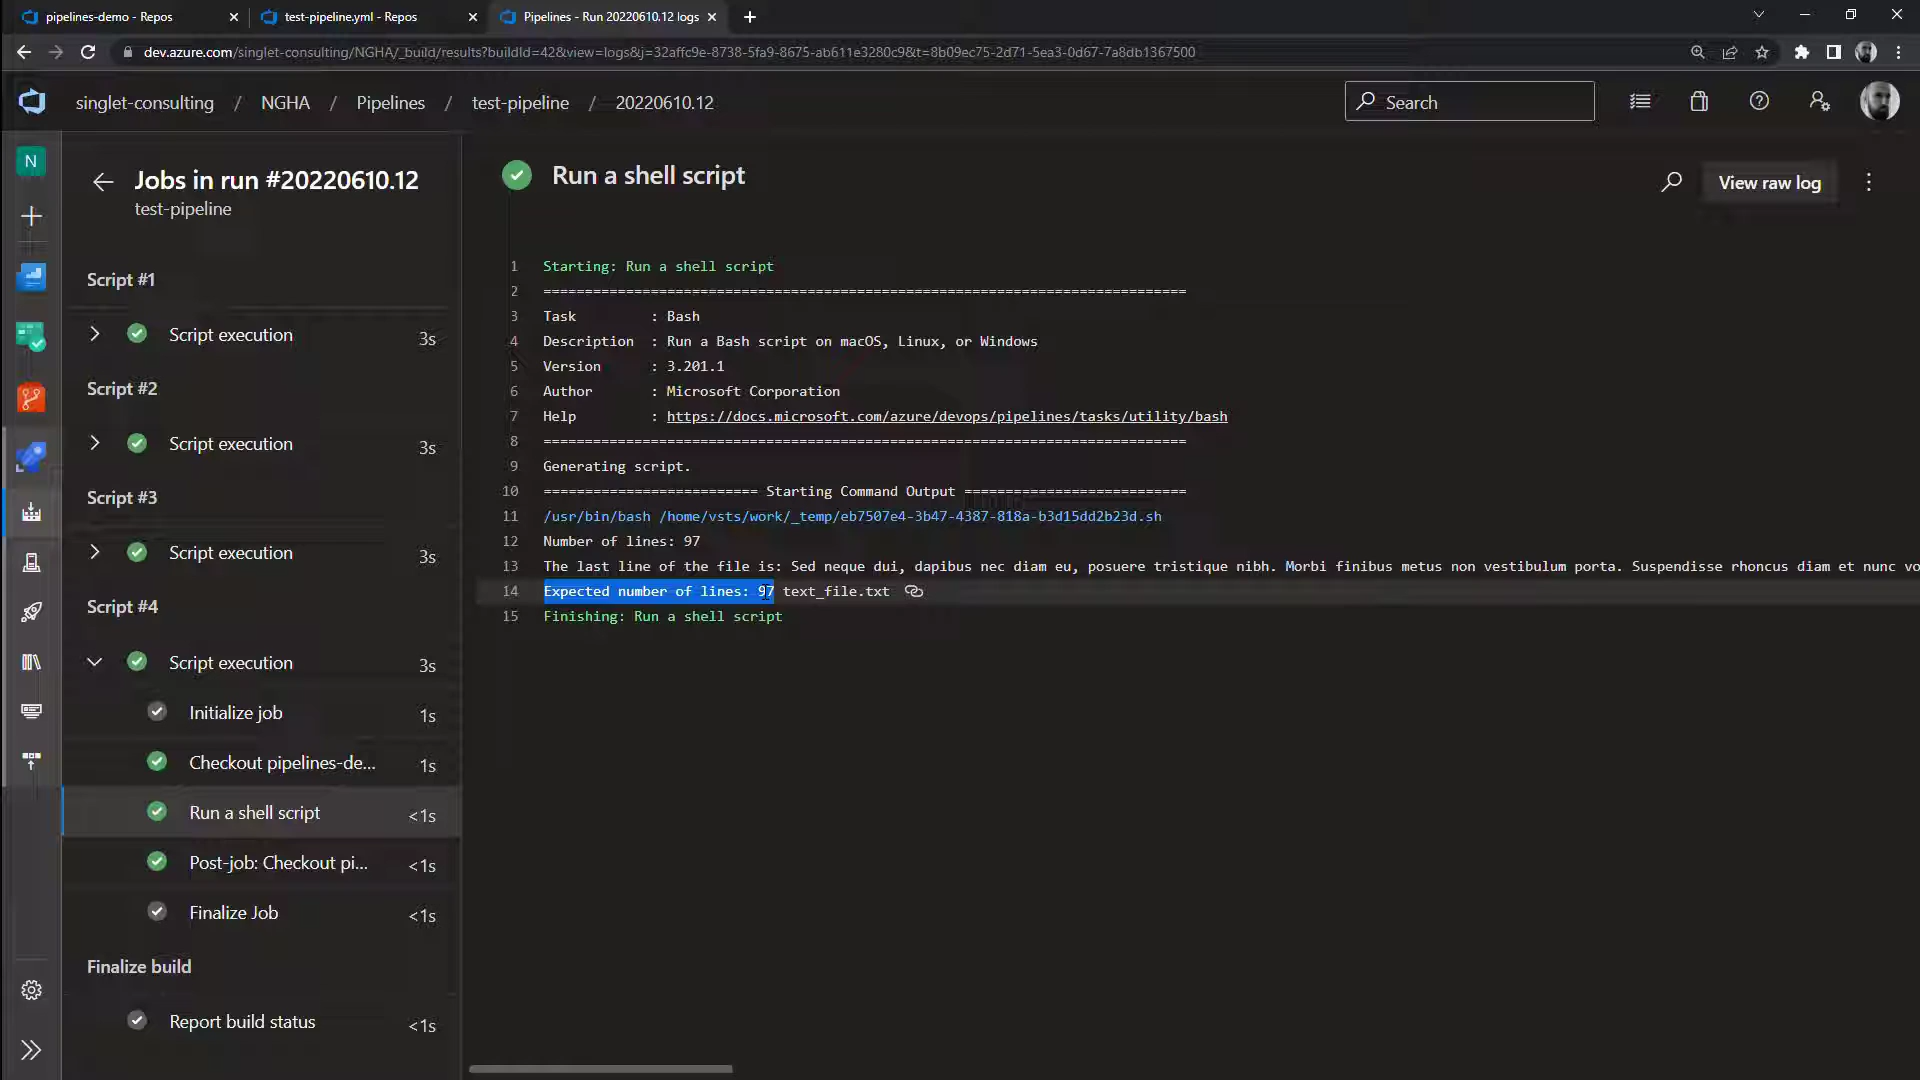 pipelines-demo - Repos
test-pipeline.yml - Repos
Pipelines - Run 20220610.12 logs
dev.azure.com/singlet-consulting/NGHA/_build/results?buildId=42&view=logs&j=32affc9e-8738-5fa9-8675-ab611e3280c9&t=8b09ec75-2d71-5ea3-0d67-7a8db1367500
singlet-consulting / NGHA / Pipelines / test-pipeline / 20220610.12
Search
N
Jobs in run #20220610.12
test-pipeline
Script #1
Script execution 3s
Script #2
Script execution 3s
Script #3
Script execution 3s
Script #4
Script execution 3s
Initialize job 1s
Checkout pipelines-de... 1s
Run a shell script <1s
Post-job: Checkout pi... <1s
Finalize Job <1s
Finalize build
Report build status <1s
Run a shell script
View raw log
1 Starting: Run a shell script
2 ==============================================================================
3 Task : Bash
4 Description : Run a Bash script on macOS, Linux, or Windows
5 Version : 3.201.1
6 Author : Microsoft Corporation
7 Help : https://docs.microsoft.com/azure/devops/pipelines/tasks/utility/bash
8 ==============================================================================
9 Generating script.
10 ========================== Starting Command Output ===========================
11 /usr/bin/bash /home/vsts/work/_temp/eb7507e4-3b47-4387-818a-b3d15dd2b23d.sh
12 Number of lines: 97
13 The last line of the file is: Sed neque dui, dapibus nec diam eu, posuere tristique nibh. Morbi finibus metus non vestibulum porta. Suspendisse rhoncus diam et nunc vo
14 Expected number of lines: 97 text_file.txt
15 Finishing: Run a shell script